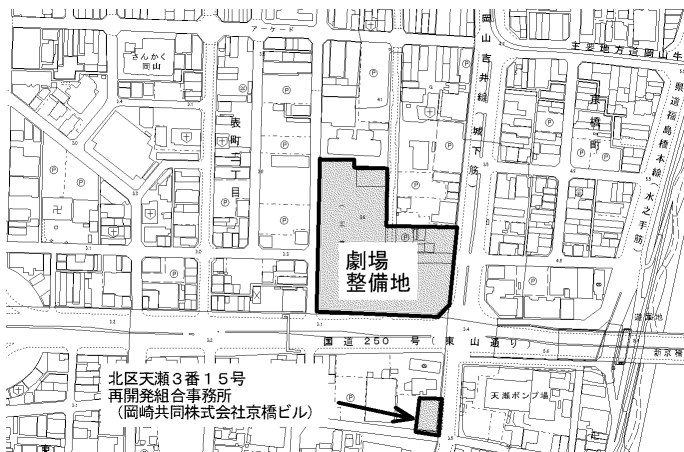 アーケード
さんかく
岡山
表町三丁目
岡山吉井線（城下筋）
主要地方道岡山牛
京橋町
県道福島橋本線（水之手筋）
劇場
整備地
国道250号（東山通り）
遊園地
新京橋
北区天瀬３番１５号
再開発組合事務所
（岡崎共同株式会社京橋ビル）
天瀬ポンプ場